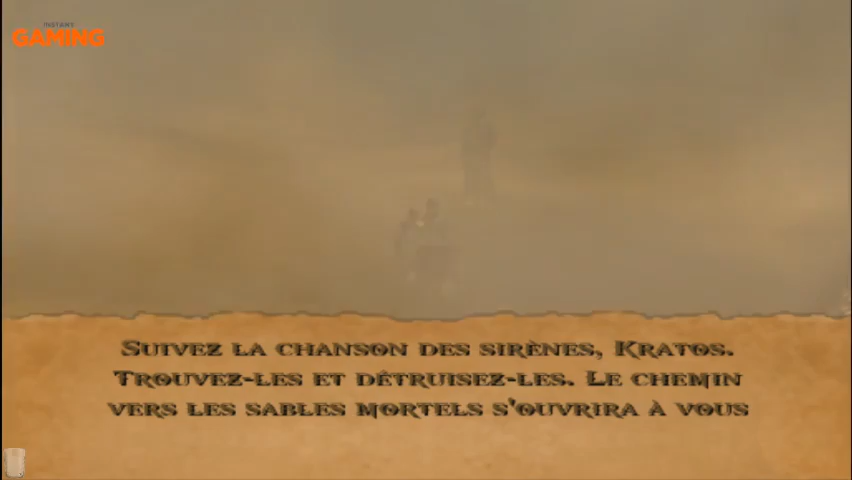 INSTANT
GAMING
SUIVEZ LA CHANSON DES SIRÈNES, KRATOS.
TROUVEZ-LES ET DÉTRUISEZ-LES. LE CHEMIN
VERS LES SABLES MORTELS S'OUVRIRA À VOUS